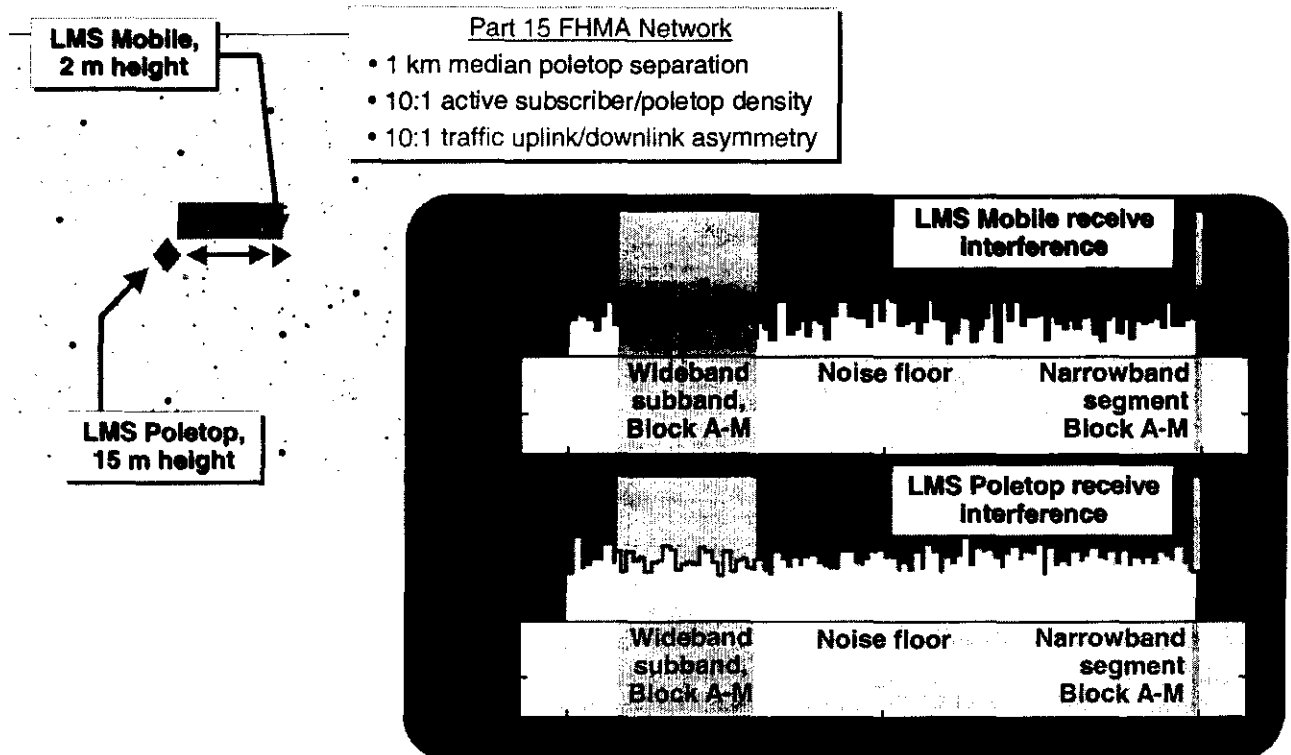 LMS Mobile,
2 m height
Part 15 FHMA Network
• 1 km median poletop separation
• 10:1 active subscriber/poletop density
• 10:1 traffic uplink/downlink asymmetry
LMS Poletop,
15 m height
LMS Mobile receive
interference
Wideband
subband,
Block A-M
Noise floor
Narrowband
segment
Block A-M
LMS Poletop receive
interference
Wideband
subband,
Block A-M
Noise floor
Narrowband
segment
Block A-M